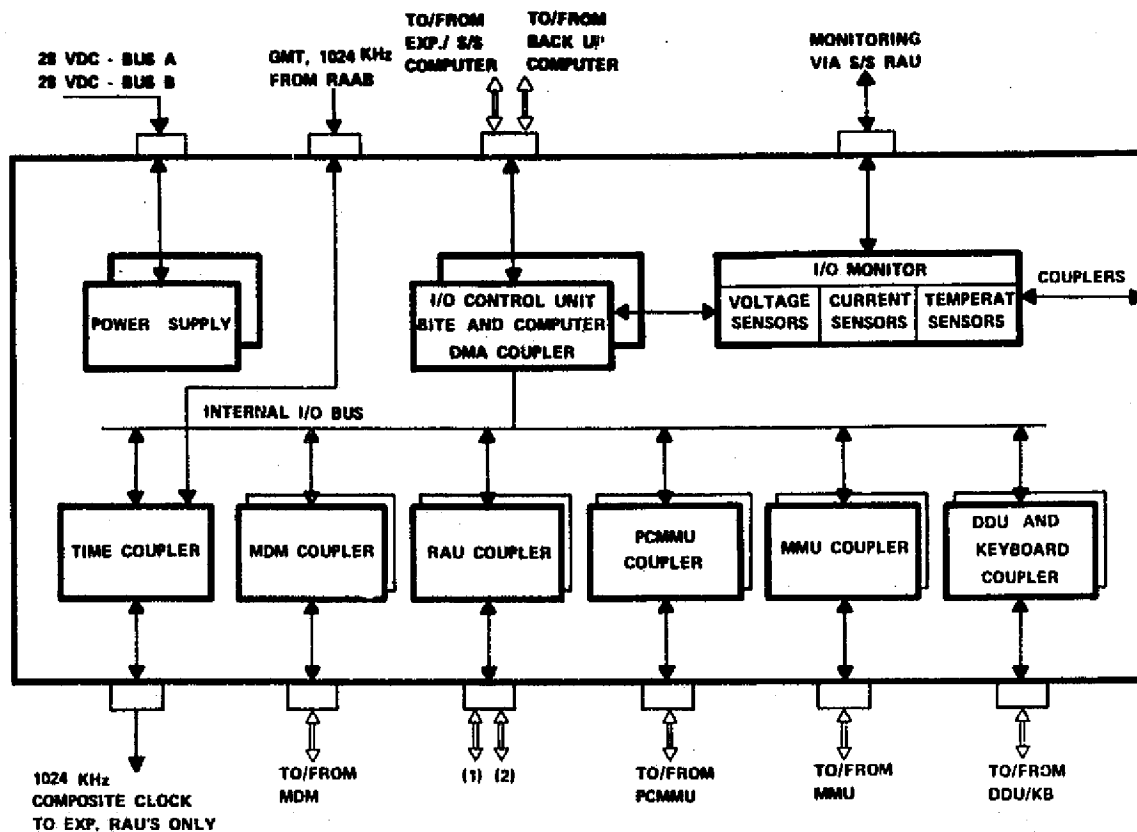 28 VDC - BUS A
28 VDC - BUS B
GMT, 1024 KHz
FROM RAAB
TO/FROM
EXP./ S/S
COMPUTER
TO/FROM
BACK UP
COMPUTER
MONITORING
VIA S/S RAU
POWER SUPPLY
I/O CONTROL UNIT
BITE AND COMPUTER
DMA COUPLER
I/O MONITOR
VOLTAGE
SENSORS
CURRENT
SENSORS
TEMPERAT
SENSORS
COUPLERS
INTERNAL I/O BUS
TIME COUPLER
MDM COUPLER
RAU COUPLER
PCMMU
COUPLER
MMU COUPLER
DDU AND
KEYBOARD
COUPLER
1024 KHz
COMPOSITE CLOCK
TO EXP. RAU'S ONLY
TO/FROM
MDM
(1) (2)
TO/FROM
PCMMU
TO/FROM
MMU
TO/FROM
DDU/KB